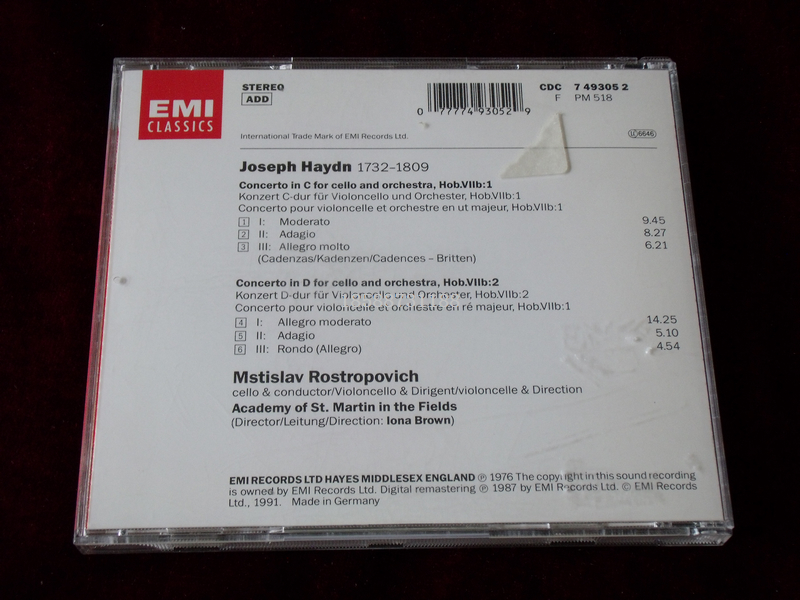 EMI
CLASSICS
STEREO
ADD
0 77774 93052 9
CDC 7 49305 2
F PM 518
International Trade Mark of EMI Records Ltd.
LC 6646
Joseph Haydn 1732–1809
Concerto in C for cello and orchestra, Hob.VIIb:1
Konzert C-dur für Violoncello und Orchester, Hob.VIIb:1
Concerto pour violoncelle et orchestre en ut majeur, Hob.VIIb:1
1 I: Moderato 9.45
2 II: Adagio 8.27
3 III: Allegro molto 6.21
(Cadenzas/Kadenzen/Cadences – Britten)
Concerto in D for cello and orchestra, Hob.VIIb:2
Konzert D-dur für Violoncello und Orchester, Hob.VIIb:2
Concerto pour violoncelle et orchestre en ré majeur, Hob.VIIb:1
4 I: Allegro moderato 14.25
5 II: Adagio 5.10
6 III: Rondo (Allegro) 4.54
Mstislav Rostropovich
cello & conductor/Violoncello & Dirigent/violoncelle & Direction
Academy of St. Martin in the Fields
(Director/Leitung/Direction: Iona Brown)
EMI RECORDS LTD HAYES MIDDLESEX ENGLAND ℗ 1976 The copyright in this sound recording
is owned by EMI Records Ltd. Digital remastering ℗ 1987 by EMI Records Ltd. © EMI Records
Ltd., 1991. Made in Germany